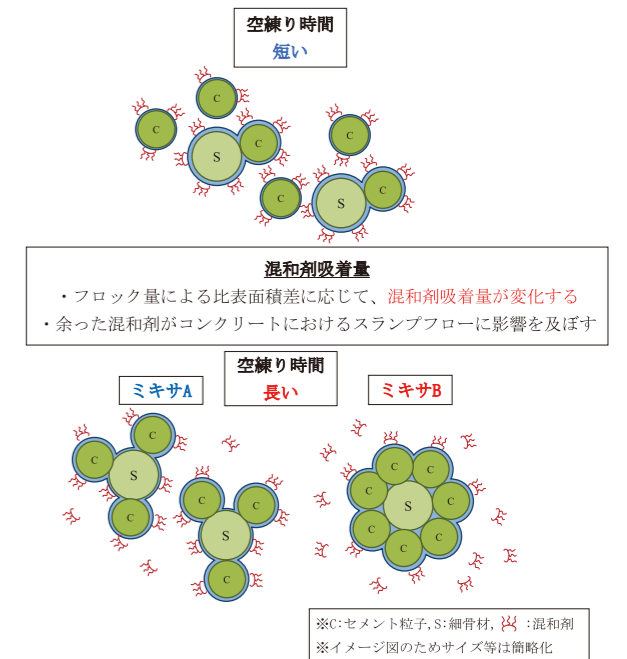 空練り時間
短い
C
C
C
C
S
C
C
S
混和剤吸着量
・フロック量による比表面積差に応じて、混和剤吸着量が変化する
・余った混和剤がコンクリートにおけるスランプフローに影響を及ぼす
空練り時間
長い
ミキサA
ミキサB
C
C
S
C
C
C
S
C
C
C
C
C
S
C
C
C
※C:セメント粒子,S:細骨材, :混和剤
※イメージ図のためサイズ等は簡略化